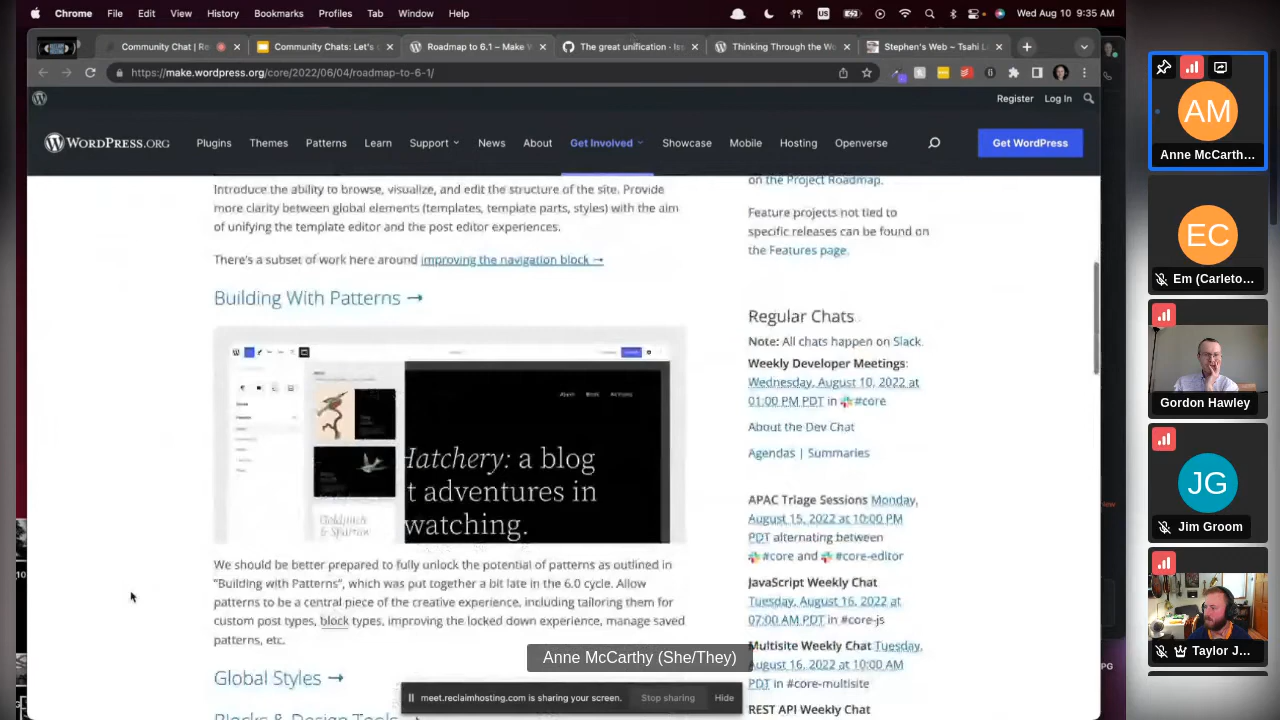 Chrome File Edit View History Bookmarks Profiles Tab Window Help
US
Wed Aug 10 9:35 AM
Community Chat | Re
Community Chats: Let's
Roadmap to 6.1 – Make W
The great unification · Iss
Thinking Through the Wo
Stephen's Web ~ Tsahi L
https://make.wordpress.org/core/2022/06/04/roadmap-to-6-1/
Register Log In
WORDPRESS.ORG
Plugins Themes Patterns Learn Support News About Get Involved Showcase Mobile Hosting Openverse
Get WordPress
Introduce the ability to browse, visualize, and edit the structure of the site. Provide
more clarity between global elements (templates, template parts, styles) with the aim
of unifying the template editor and the post editor experiences.
There's a subset of work here around improving the navigation block →
Building With Patterns →
Hatchery: a blog
t adventures in
watching.
Goldfinch
& Sparrow
We should be better prepared to fully unlock the potential of patterns as outlined in
"Building with Patterns", which was put together a bit late in the 6.0 cycle. Allow
patterns to be a central piece of the creative experience, including tailoring them for
custom post types, block types, improving the locked down experience, manage saved
patterns, etc.
Global Styles →
Blocks & Design Tools
on the Project Roadmap.
Feature projects not tied to
specific releases can be found on
the Features page.
Regular Chats
Note: All chats happen on Slack.
Weekly Developer Meetings:
Wednesday, August 10, 2022 at
01:00 PM PDT in #core
About the Dev Chat
Agendas | Summaries
APAC Triage Sessions Monday,
August 15, 2022 at 10:00 PM
PDT alternating between
#core and #core-editor
JavaScript Weekly Chat
Tuesday, August 16, 2022 at
07:00 AM PDT in #core-js
Multisite Weekly Chat Tuesday,
August 16, 2022 at 10:00 AM
PDT in #core-multisite
REST API Weekly Chat
Anne McCarthy (She/They)
meet.reclaimhosting.com is sharing your screen.
Stop sharing
Hide
AM
Anne McCarth...
EC
Em (Carleto...
Gordon Hawley
JG
Jim Groom
Taylor J...